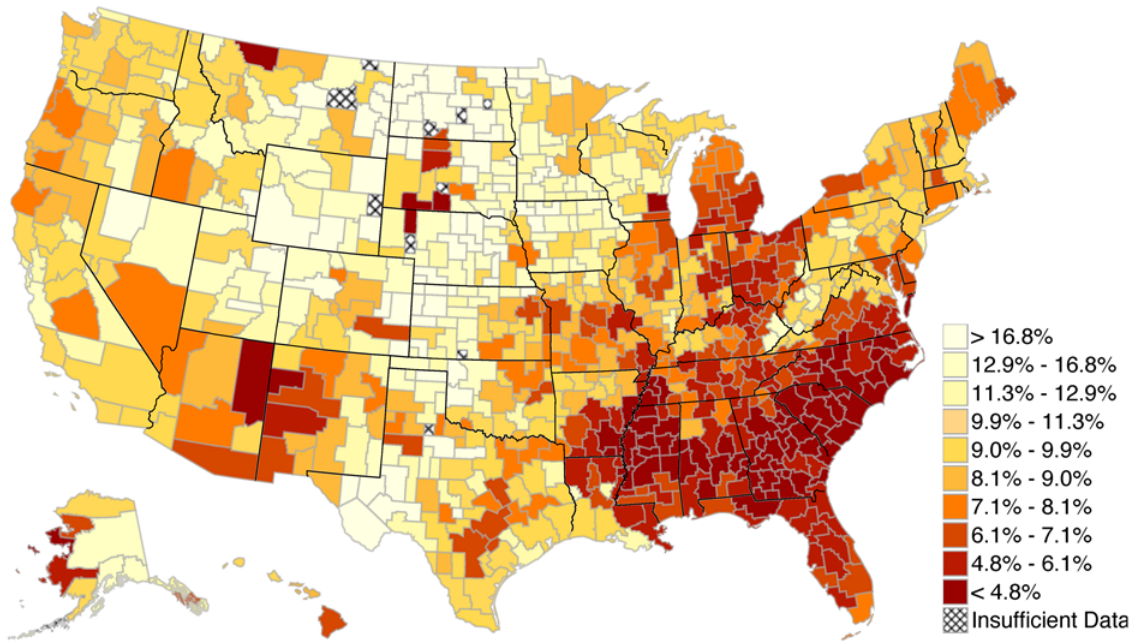 > 16.8%
12.9% - 16.8%
11.3% - 12.9%
9.9% - 11.3%
9.0% - 9.9%
8.1% - 9.0%
7.1% - 8.1%
6.1% - 7.1%
4.8% - 6.1%
< 4.8%
Insufficient Data